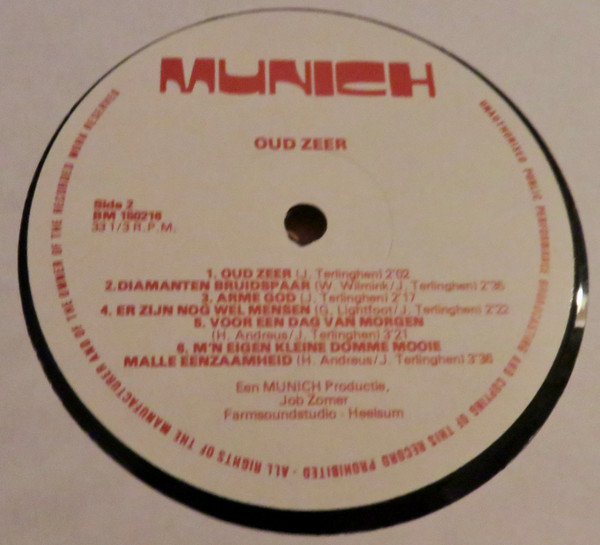 MUNICH
OUD ZEER
Side 2
BM 150216
33 1/3 R.P.M.
1. OUD ZEER (J. Terlinghen) 2'02
2. DIAMANTEN BRUIDSPAAR (W. Wilmink/J. Terlinghen) 2'35
3. ARME GOD (J. Terlinghen) 2'17
4. ER ZIJN NOG WEL MENSEN (G. Lightfoot/J. Terlinghen) 2'22
5. VOOR EEN DAG VAN MORGEN
(H. Andreus/J. Terlinghen) 3'21
6. M'N EIGEN KLEINE DOMME MOOIE
MALLE EENZAAMHEID (H. Andreus/J. Terlinghen) 3'36
Een MUNICH Productie,
Job Zomer
Farmsoundstudio - Heelsum
UNAUTHORISED PUBLIC PERFORMANCE BROADCASTING AND COPYING OF THIS RECORD PROHIBITED - ALL RIGHTS OF THE MANUFACTURER AND OF THE OWNER OF THE RECORDED WORK RESERVED